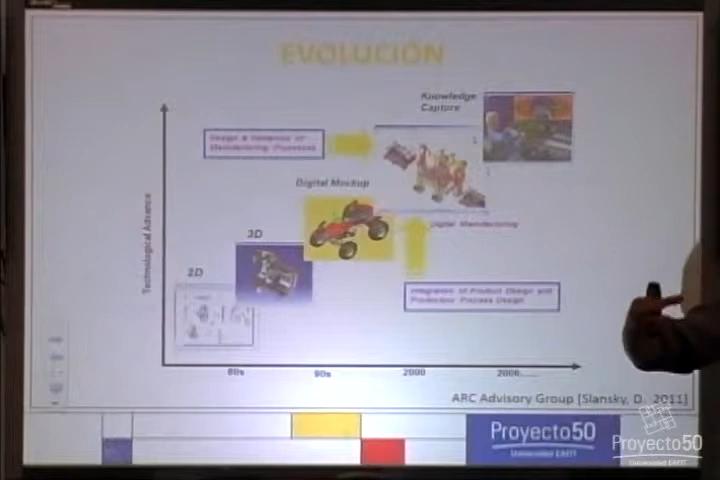 EVOLUCIÓN
Knowledge
Capture
Design & Validation of
Manufacturing Processes
Digital Mockup
Digital Manufacturing
3D
2D
Integration of Product Design and
Production Process Design
Technological Advance
80s
90s
2000
2006......
ARC Advisory Group [Slansky, D. 2011]
Proyecto50
Universidad EAFIT
Proyecto50
Universidad EAFIT